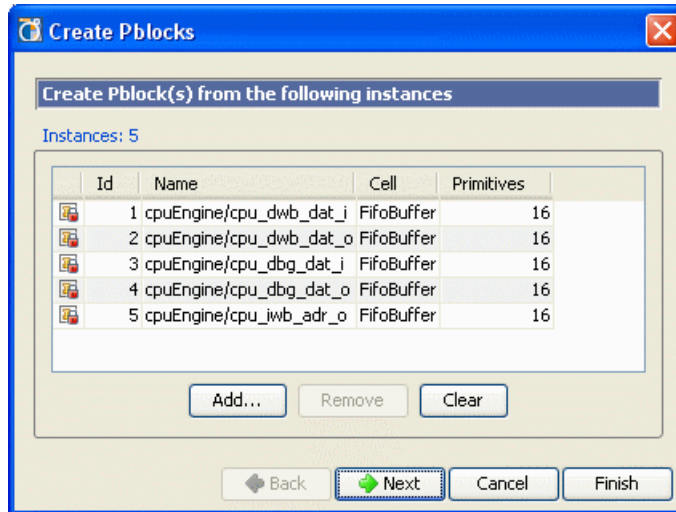 Create Pblocks
Create Pblock(s) from the following instances
Instances: 5
Id Name Cell Primitives
1 cpuEngine/cpu_dwb_dat_i FifoBuffer 16
2 cpuEngine/cpu_dwb_dat_o FifoBuffer 16
3 cpuEngine/cpu_dbg_dat_i FifoBuffer 16
4 cpuEngine/cpu_dbg_dat_o FifoBuffer 16
5 cpuEngine/cpu_iwb_adr_o FifoBuffer 16
Add... Remove Clear
Back Next Cancel Finish